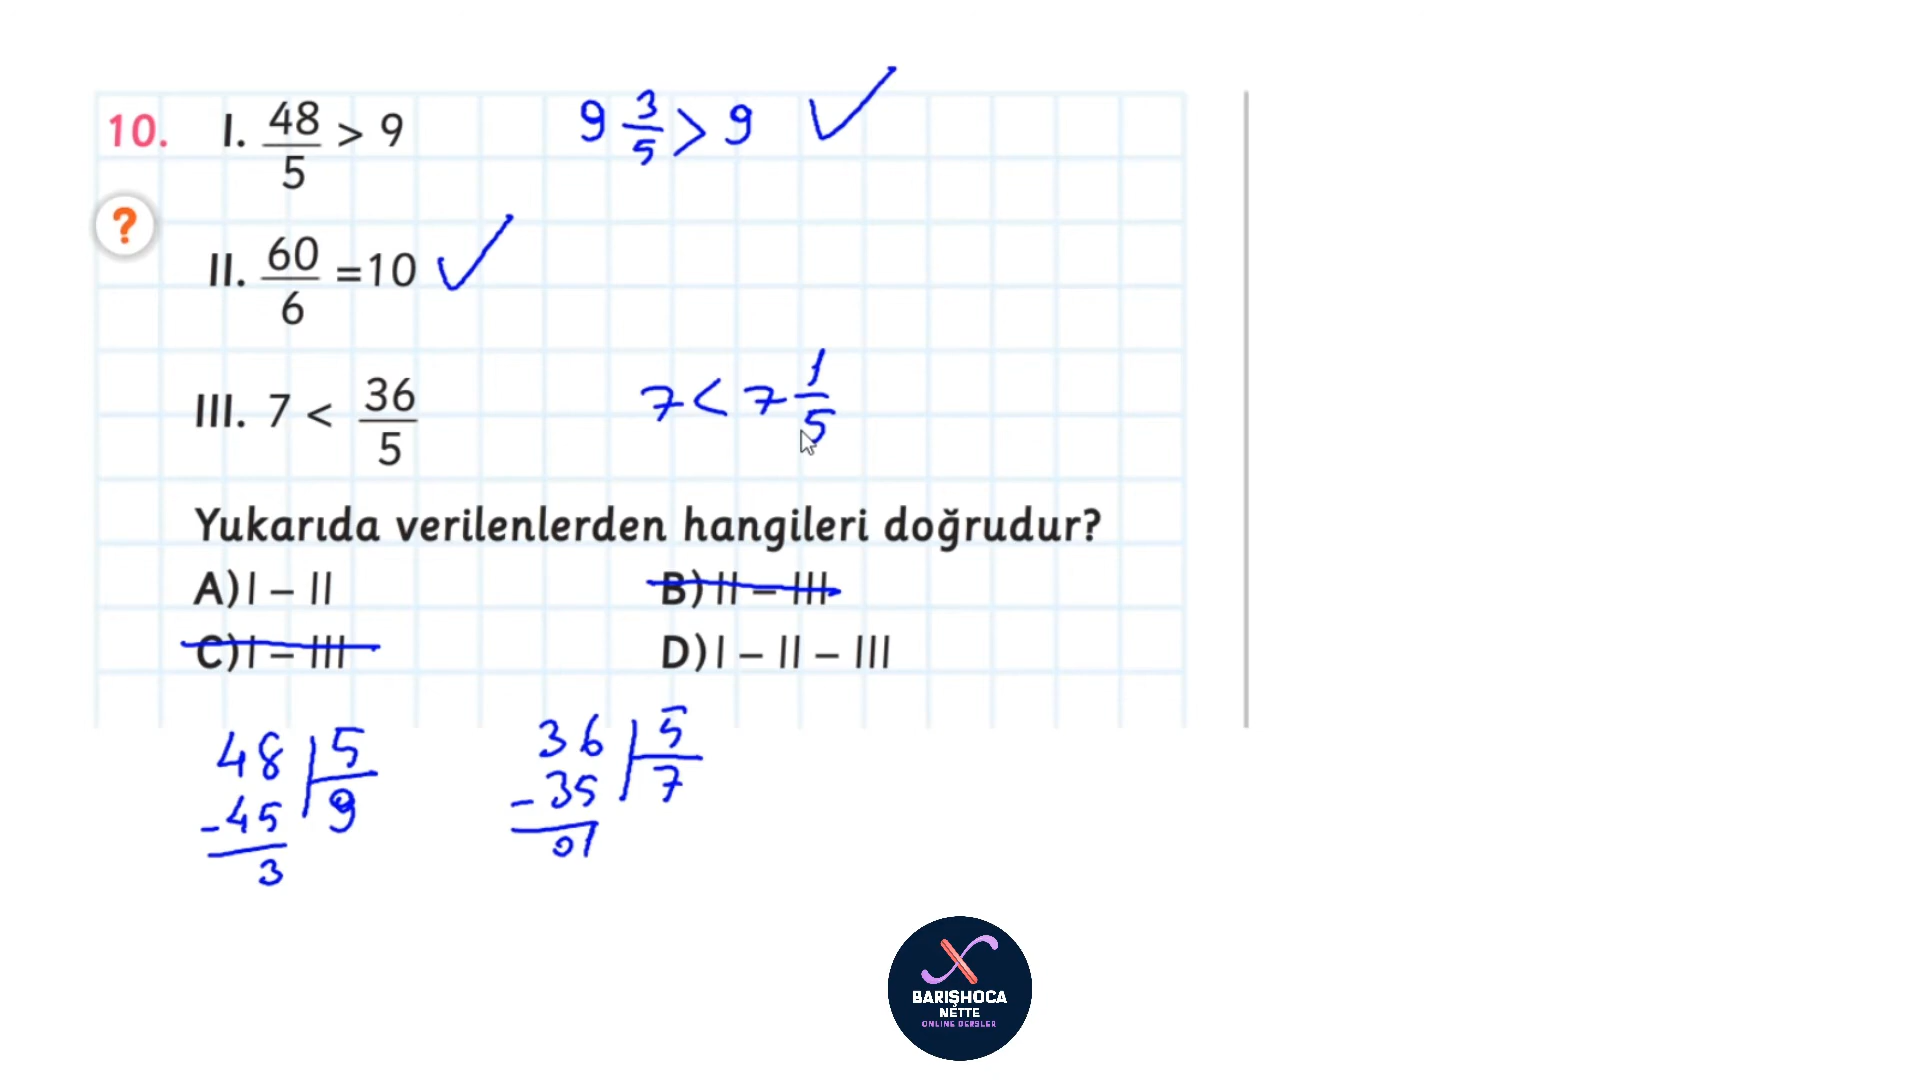 10. I. 48/5 > 9   9 3/5 > 9 ✓
?
II. 60/6 =10 ✓
III. 7 < 36/5   7 < 7 1/5
Yukarıda verilenlerden hangileri doğrudur?
A) I – II   B) II – III
C) I – III   D) I – II – III
48 | 5   36 | 5
-45   9   -35   7
3   01
BARIŞHOCA
NETTE
ONLINE DERSLER